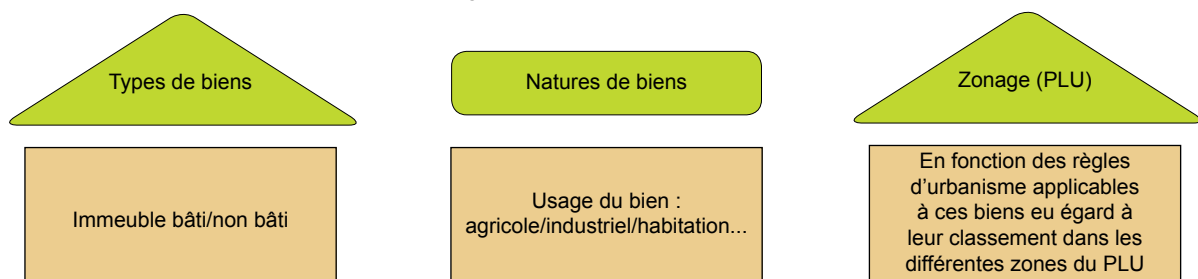 Types de biens
Natures de biens
Zonage (PLU)
Immeuble bâti/non bâti
Usage du bien :
agricole/industriel/habitation...
En fonction des règles
d'urbanisme applicables
à ces biens eu égard à
leur classement dans les
différentes zones du PLU